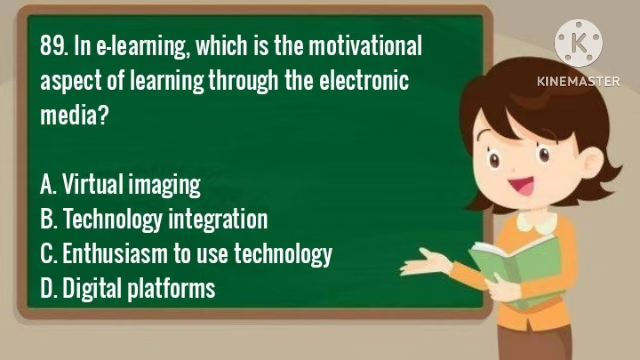 89. In e-learning, which is the motivational
aspect of learning through the electronic
media?
A. Virtual imaging
B. Technology integration
C. Enthusiasm to use technology
D. Digital platforms
K
KINEMASTER